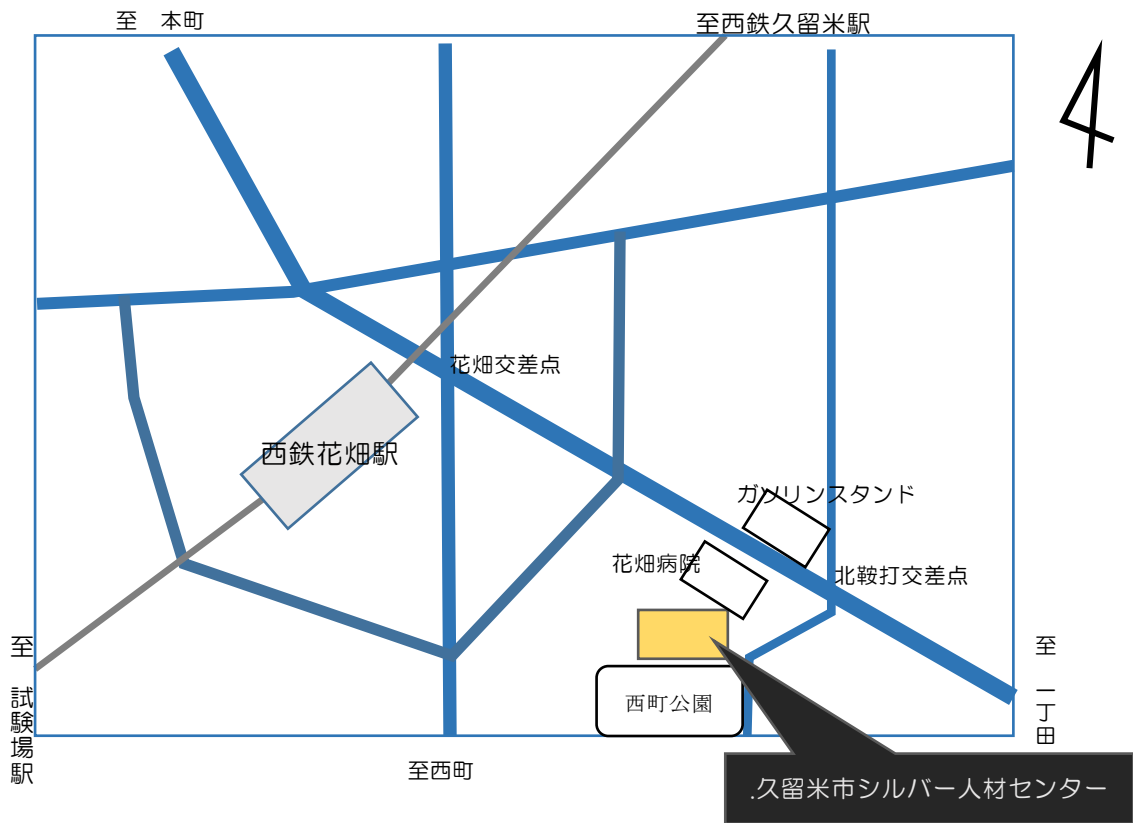 至　本町
至西鉄久留米駅
花畑交差点
西鉄花畑駅
ガソリンスタンド
花畑病院
北鞍打交差点
至　試験場駅
至　一丁田
西町公園
至西町
.久留米市シルバー人材センター